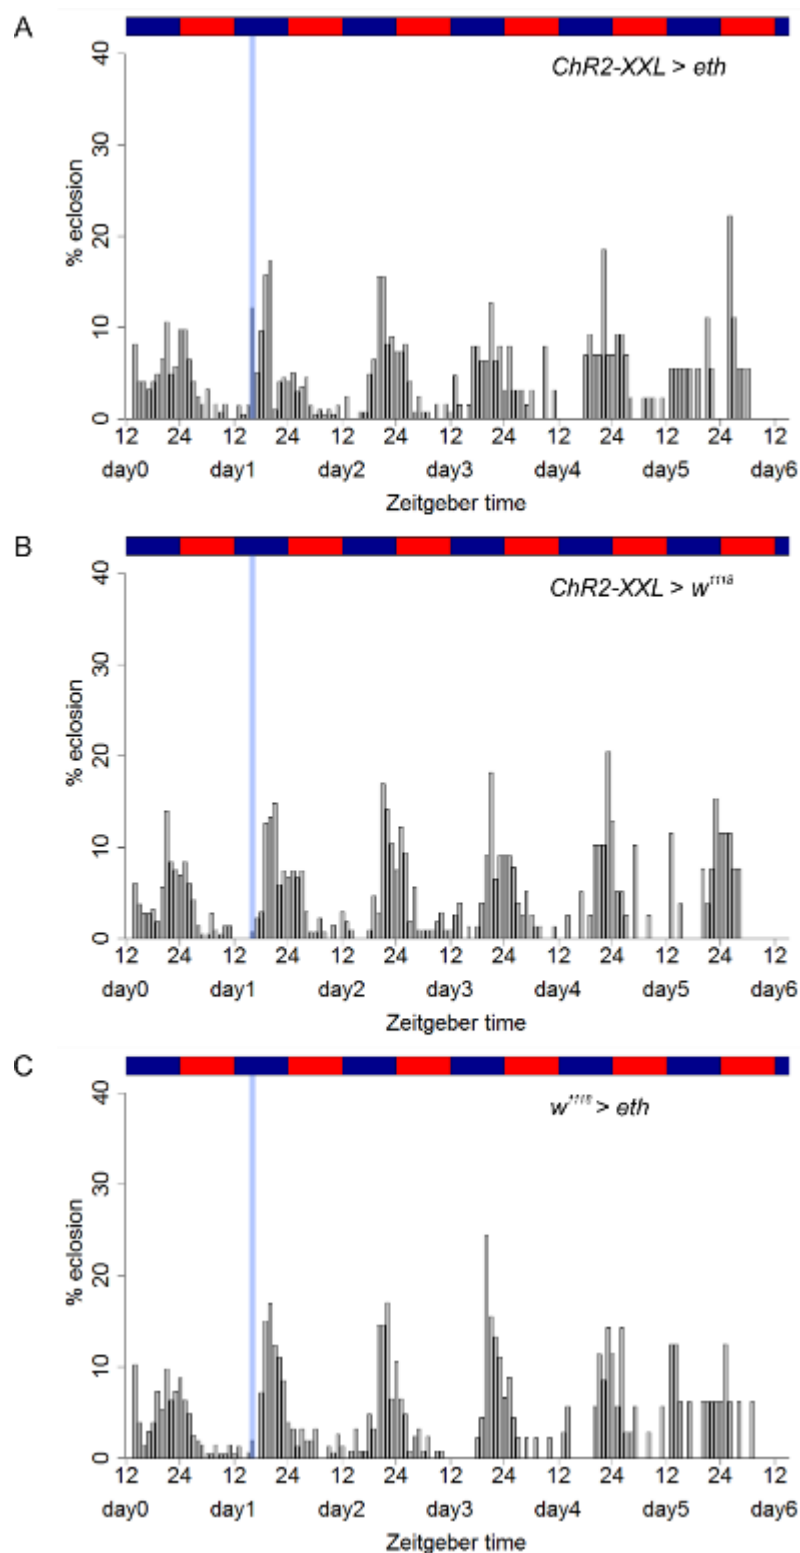 A
ChR2-XXL > eth
40
30
20
10
0
% eclosion
12 24 12 24 12 24 12 24 12 24 12 24 12
day0 day1 day2 day3 day4 day5 day6
Zeitgeber time
B
ChR2-XXL > w¹¹¹⁸
40
30
20
10
0
% eclosion
12 24 12 24 12 24 12 24 12 24 12 24 12
day0 day1 day2 day3 day4 day5 day6
Zeitgeber time
C
w¹¹¹⁸ > eth
40
30
20
10
0
% eclosion
12 24 12 24 12 24 12 24 12 24 12 24 12
day0 day1 day2 day3 day4 day5 day6
Zeitgeber time